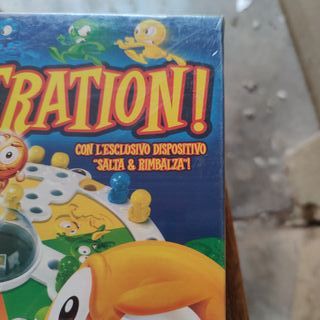 TRATION!
CON L'ESCLUSIVO DISPOSITIVO
"SALTA & RIMBALZA"!